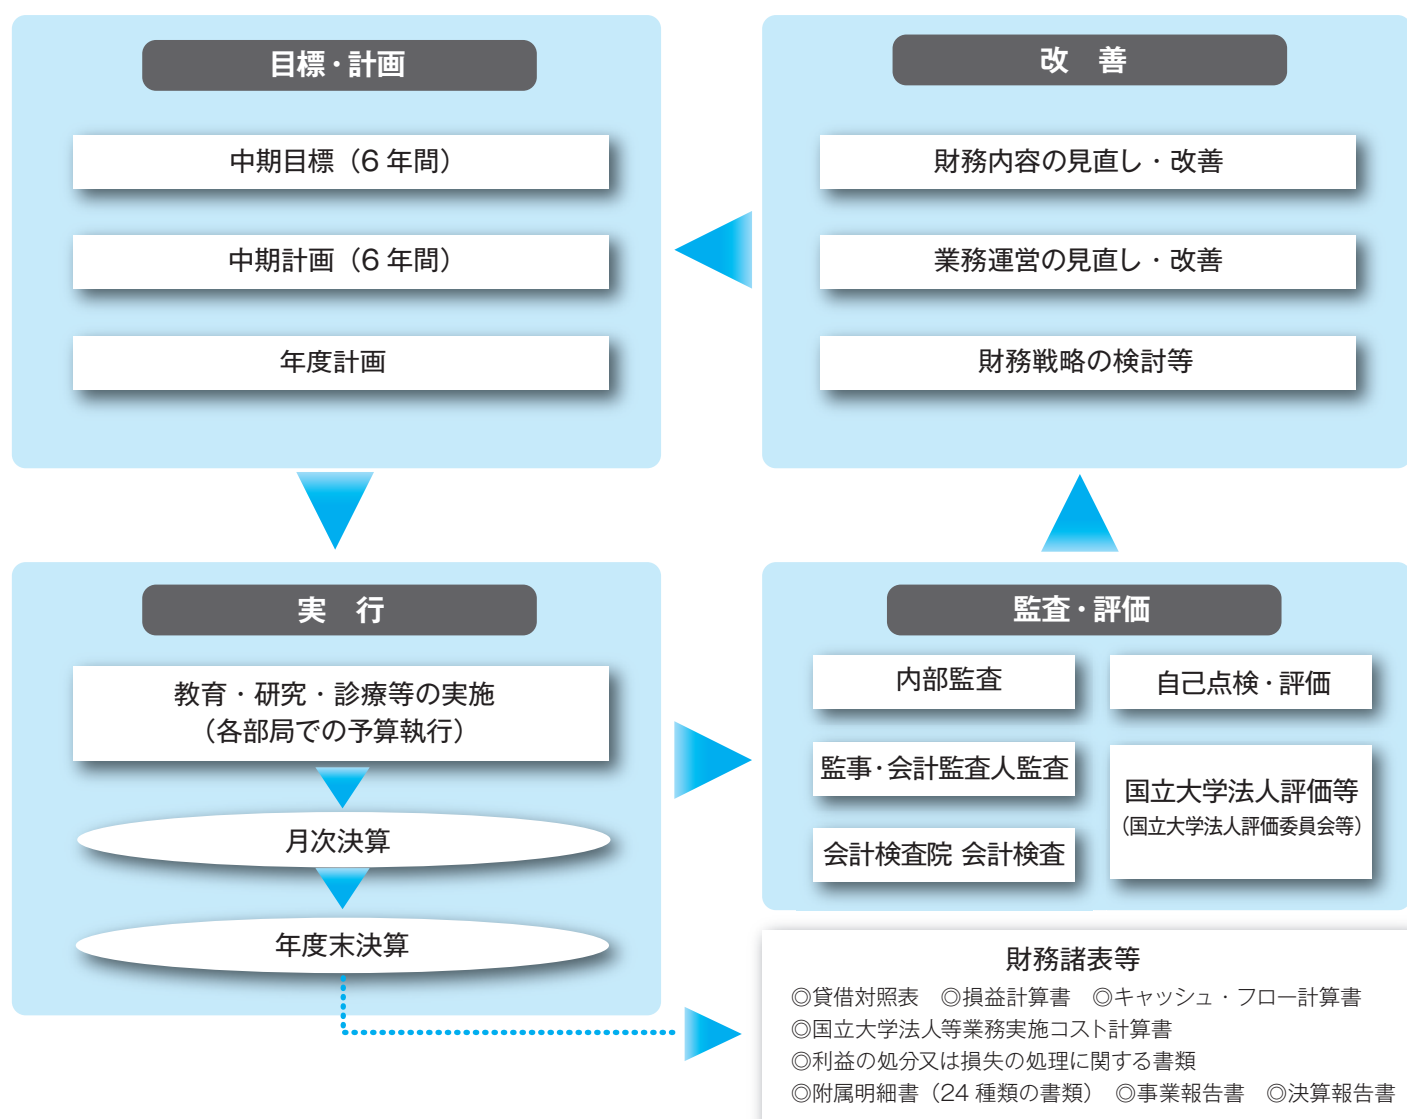 目標・計画
中期目標（6 年間）
中期計画（6 年間）
年度計画
改　善
財務内容の見直し・改善
業務運営の見直し・改善
財務戦略の検討等
実　行
教育・研究・診療等の実施
（各部局での予算執行）
月次決算
年度末決算
監査・評価
内部監査
監事・会計監査人監査
会計検査院 会計検査
自己点検・評価
国立大学法人評価等
（国立大学法人評価委員会等）
財務諸表等
◎貸借対照表　◎損益計算書　◎キャッシュ・フロー計算書
◎国立大学法人等業務実施コスト計算書
◎利益の処分又は損失の処理に関する書類
◎附属明細書（24 種類の書類）　◎事業報告書　◎決算報告書